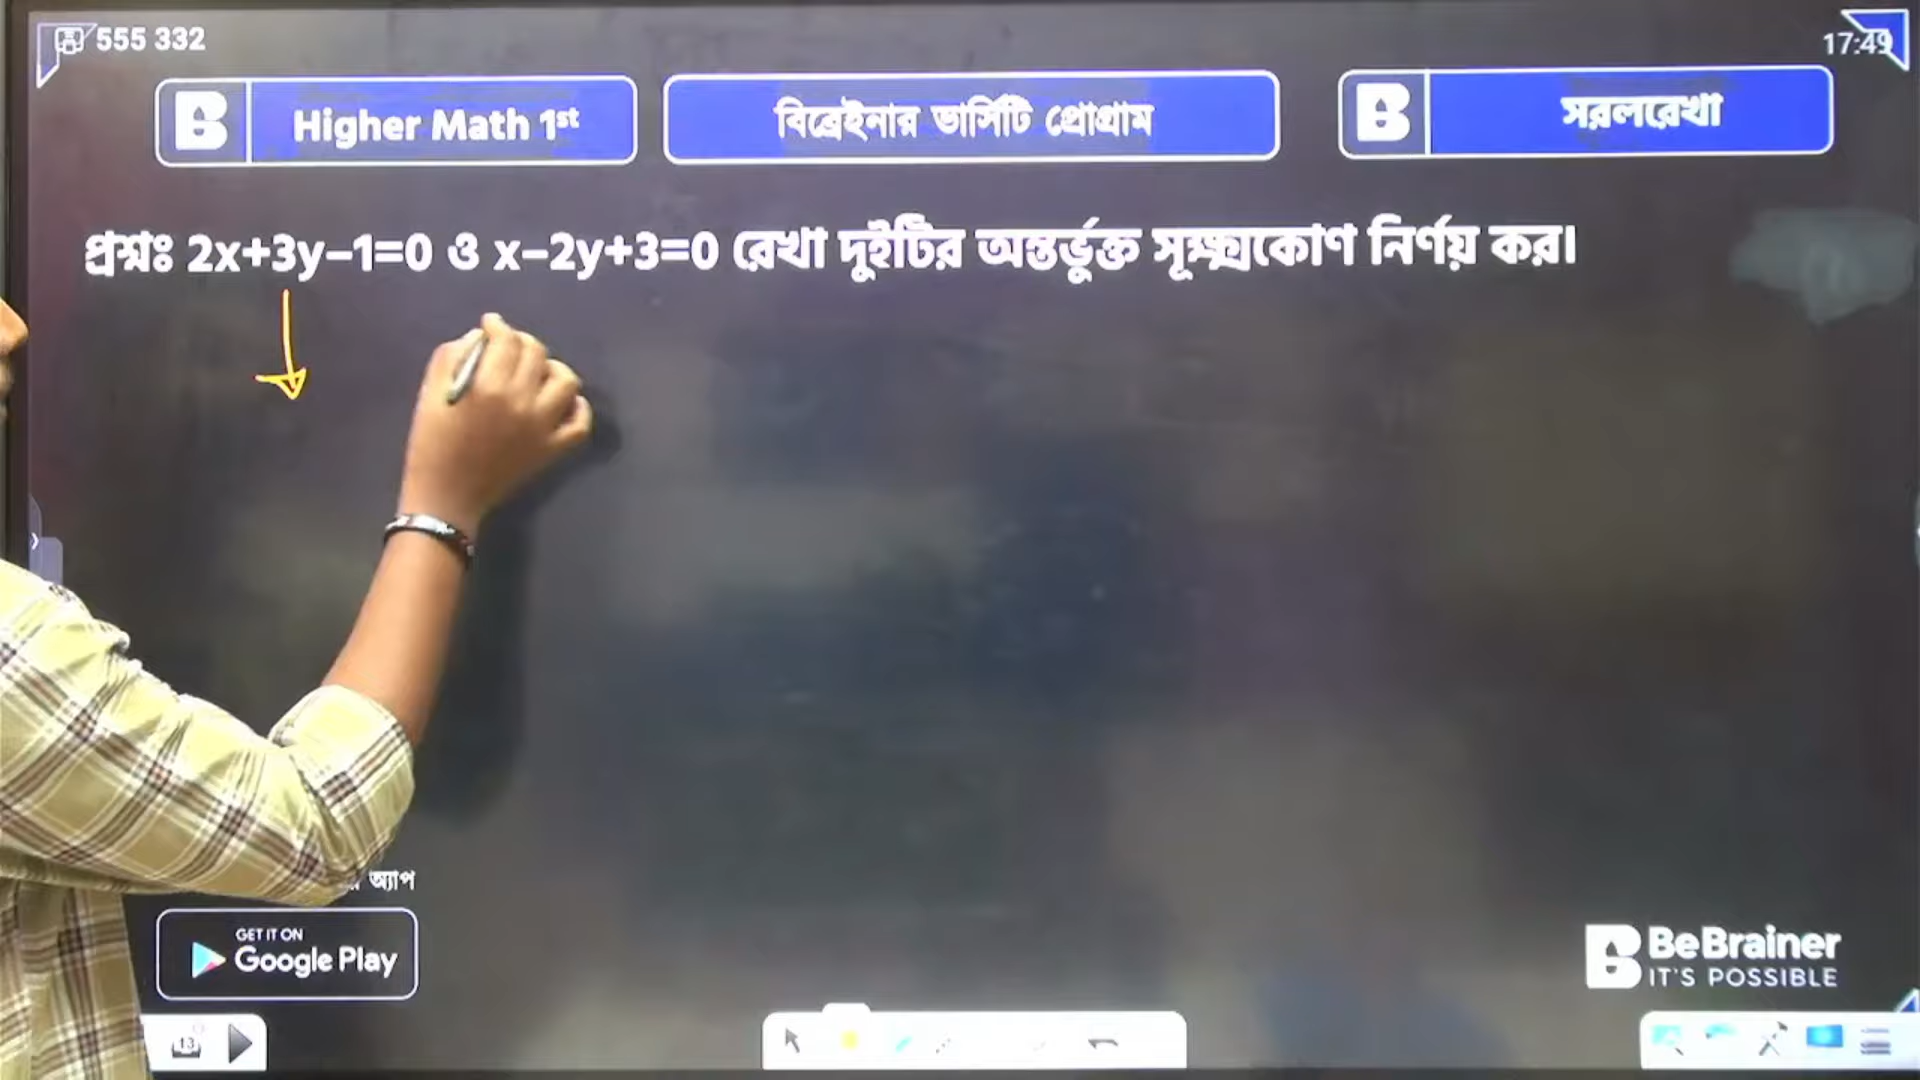 555 332
17:49
Higher Math 1st
বিব্রেইনার ভার্সিটি প্রোগ্রাম
সরলরেখা
প্রশ্নঃ 2x+3y−1=0 ও x−2y+3=0 রেখা দুইটির অন্তর্ভুক্ত সূক্ষ্মকোণ নির্ণয় কর।
অ্যাপ
GET IT ON
Google Play
BeBrainer
IT'S POSSIBLE
13